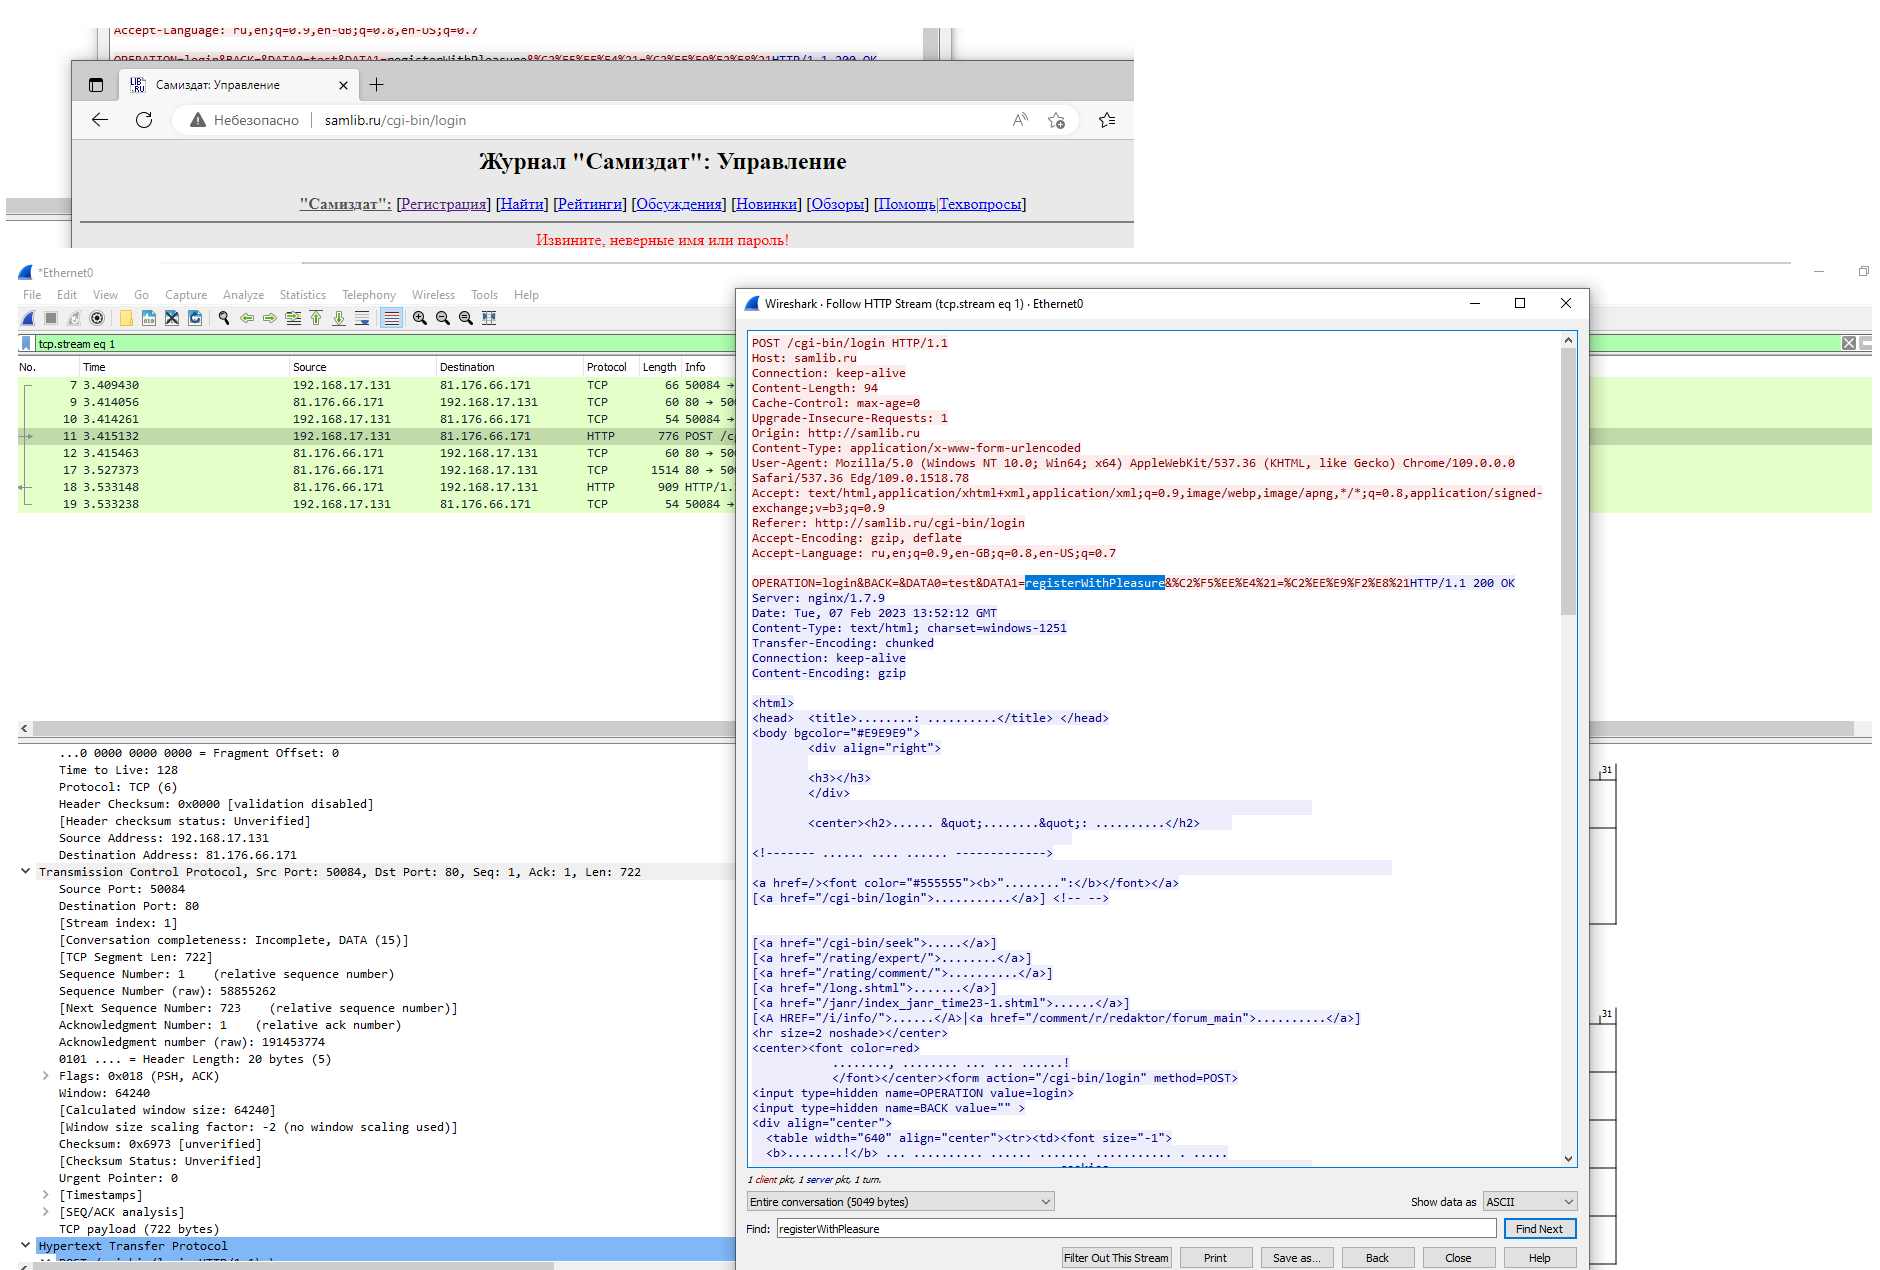 Accept-Language: ru,en;q=0.9,en-GB;q=0.8,en-US;q=0.7
OPERATION=login&BACK=&DATA0=test&DATA1=registerWithPleasure&%C2%F5%EE%E4%21=%C2%EE%E9%F2%E8%21HTTP/1.1 200 OK
Самиздат: Управление
Небезопасно
samlib.ru/cgi-bin/login
Журнал "Самиздат": Управление
"Самиздат": [Регистрация] [Найти] [Рейтинги] [Обсуждения] [Новинки] [Обзоры] [Помощь|Техвопросы]
Извините, неверные имя или пароль!
*Ethernet0
File Edit View Go Capture Analyze Statistics Telephony Wireless Tools Help
tcp.stream eq 1
No. Time Source Destination Protocol Length Info
7 3.409430 192.168.17.131 81.176.66.171 TCP 66 50084 →
9 3.414056 81.176.66.171 192.168.17.131 TCP 60 80 → 500
10 3.414261 192.168.17.131 81.176.66.171 TCP 54 50084 →
11 3.415132 192.168.17.131 81.176.66.171 HTTP 776 POST /c
12 3.415463 81.176.66.171 192.168.17.131 TCP 60 80 → 500
17 3.527373 81.176.66.171 192.168.17.131 TCP 1514 80 → 500
18 3.533148 81.176.66.171 192.168.17.131 HTTP 909 HTTP/1.
19 3.533238 192.168.17.131 81.176.66.171 TCP 54 50084 →
...0 0000 0000 0000 = Fragment Offset: 0
Time to Live: 128
Protocol: TCP (6)
Header Checksum: 0x0000 [validation disabled]
[Header checksum status: Unverified]
Source Address: 192.168.17.131
Destination Address: 81.176.66.171
Transmission Control Protocol, Src Port: 50084, Dst Port: 80, Seq: 1, Ack: 1, Len: 722
Source Port: 50084
Destination Port: 80
[Stream index: 1]
[Conversation completeness: Incomplete, DATA (15)]
[TCP Segment Len: 722]
Sequence Number: 1    (relative sequence number)
Sequence Number (raw): 58855262
[Next Sequence Number: 723    (relative sequence number)]
Acknowledgment Number: 1    (relative ack number)
Acknowledgment number (raw): 191453774
0101 .... = Header Length: 20 bytes (5)
Flags: 0x018 (PSH, ACK)
Window: 64240
[Calculated window size: 64240]
[Window size scaling factor: -2 (no window scaling used)]
Checksum: 0x6973 [unverified]
[Checksum Status: Unverified]
Urgent Pointer: 0
[Timestamps]
[SEQ/ACK analysis]
TCP payload (722 bytes)
Hypertext Transfer Protocol
Wireshark · Follow HTTP Stream (tcp.stream eq 1) · Ethernet0
POST /cgi-bin/login HTTP/1.1
Host: samlib.ru
Connection: keep-alive
Content-Length: 94
Cache-Control: max-age=0
Upgrade-Insecure-Requests: 1
Origin: http://samlib.ru
Content-Type: application/x-www-form-urlencoded
User-Agent: Mozilla/5.0 (Windows NT 10.0; Win64; x64) AppleWebKit/537.36 (KHTML, like Gecko) Chrome/109.0.0.0
Safari/537.36 Edg/109.0.1518.78
Accept: text/html,application/xhtml+xml,application/xml;q=0.9,image/webp,image/apng,*/*;q=0.8,application/signed-
exchange;v=b3;q=0.9
Referer: http://samlib.ru/cgi-bin/login
Accept-Encoding: gzip, deflate
Accept-Language: ru,en;q=0.9,en-GB;q=0.8,en-US;q=0.7
OPERATION=login&BACK=&DATA0=test&DATA1=registerWithPleasure&%C2%F5%EE%E4%21=%C2%EE%E9%F2%E8%21HTTP/1.1 200 OK
Server: nginx/1.7.9
Date: Tue, 07 Feb 2023 13:52:12 GMT
Content-Type: text/html; charset=windows-1251
Transfer-Encoding: chunked
Connection: keep-alive
Content-Encoding: gzip
<html>
<head>  <title>........: ..........</title> </head>
<body bgcolor="#E9E9E9">
<div align="right">
<h3></h3>
</div>
<center><h2>...... &quot;........&quot;: ..........</h2>
<!------- ...... .... ...... ------------->
<a href=/><font color="#555555"><b>"........":</b></font></a>
[<a href="/cgi-bin/login">...........</a>] <!-- -->
[<a href="/cgi-bin/seek">.....</a>]
[<a href="/rating/expert/">........</a>]
[<a href="/rating/comment/">..........</a>]
[<a href="/long.shtml">.......</a>]
[<a href="/janr/index_janr_time23-1.shtml">......</a>]
[<A HREF="/i/info/">......</A>|<a href="/comment/r/redaktor/forum_main">..........</a>]
<hr size=2 noshade></center>
<center><font color=red>
........, ........ ... ... ......!
</font></center><form action="/cgi-bin/login" method=POST>
<input type=hidden name=OPERATION value=login>
<input type=hidden name=BACK value="" >
<div align="center">
<table width="640" align="center"><tr><td><font size="-1">
<b>........!</b> ... .......... ...... ....... ........... . .....
1 client pkt, 1 server pkt, 1 turn.
Entire conversation (5049 bytes)
Show data as ASCII
Find: registerWithPleasure
Find Next
Filter Out This Stream Print Save as... Back Close Help
31
31